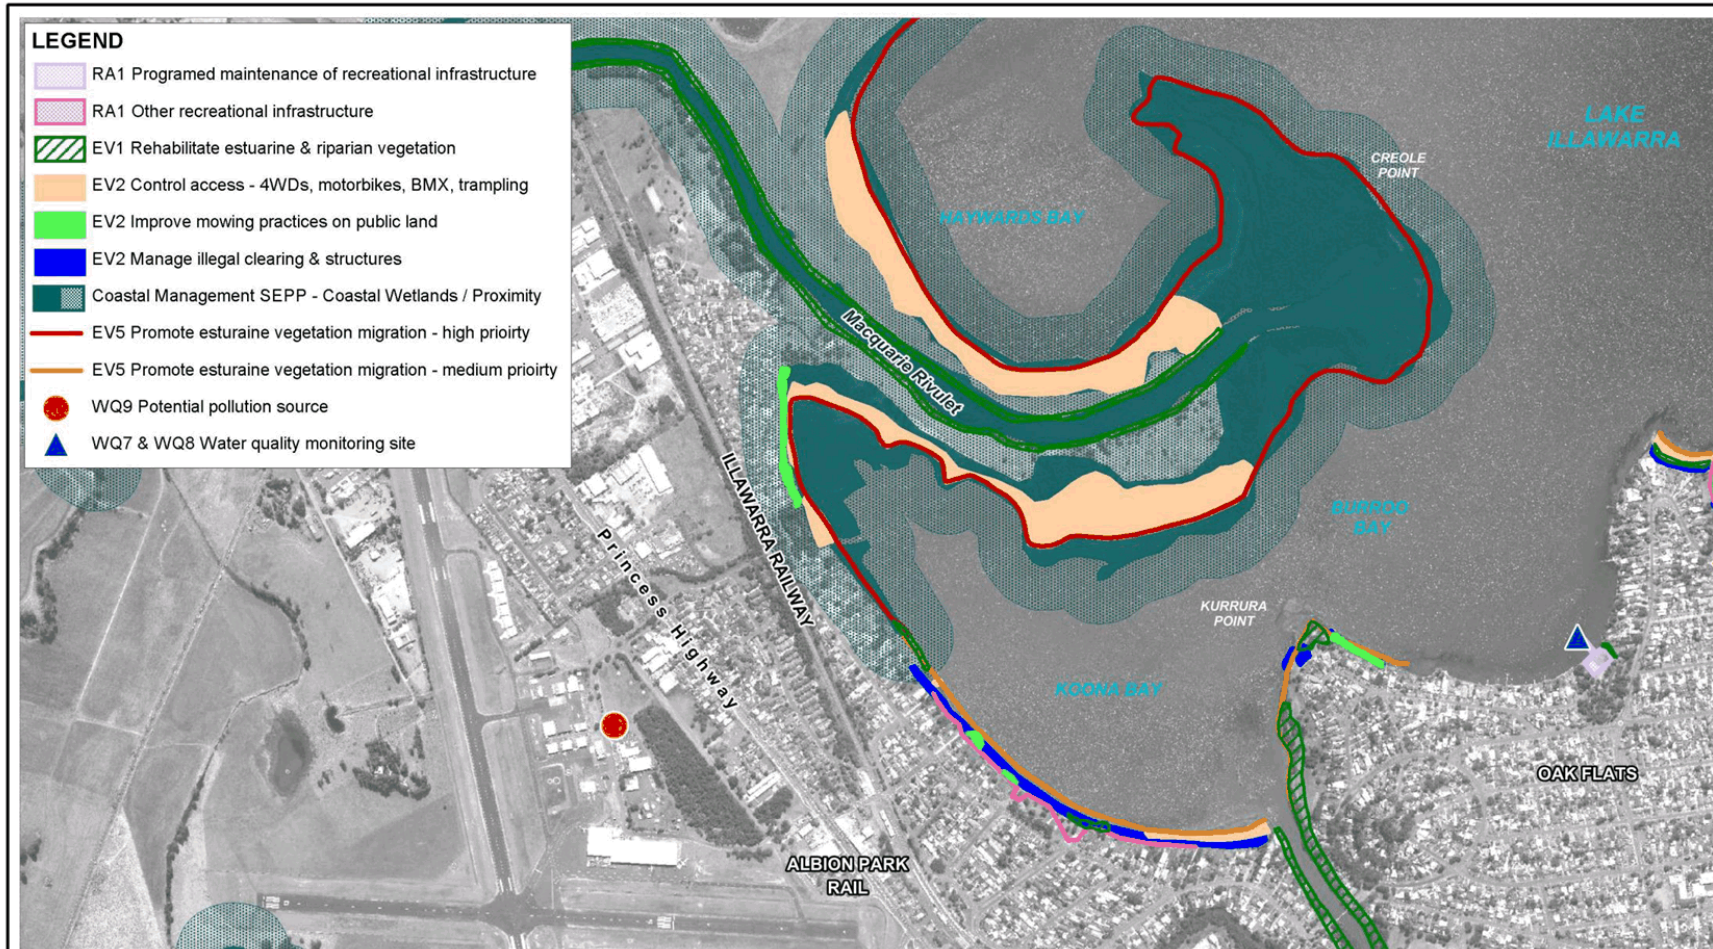 LEGEND
RA1 Programed maintenance of recreational infrastructure
RA1 Other recreational infrastructure
EV1 Rehabilitate estuarine & riparian vegetation
EV2 Control access - 4WDs, motorbikes, BMX, trampling
EV2 Improve mowing practices on public land
EV2 Manage illegal clearing & structures
Coastal Management SEPP - Coastal Wetlands / Proximity
EV5 Promote esturaine vegetation migration - high prioirty
EV5 Promote esturaine vegetation migration - medium prioirty
WQ9 Potential pollution source
WQ7 & WQ8 Water quality monitoring site
LAKE
ILLAWARRA
CREOLE
POINT
HAYWARDS BAY
Macquarie Rivulet
ILLAWARRA RAILWAY
Princess Highway
BURROO
BAY
KURRURA
POINT
KOONA BAY
OAK FLATS
ALBION PARK
RAIL